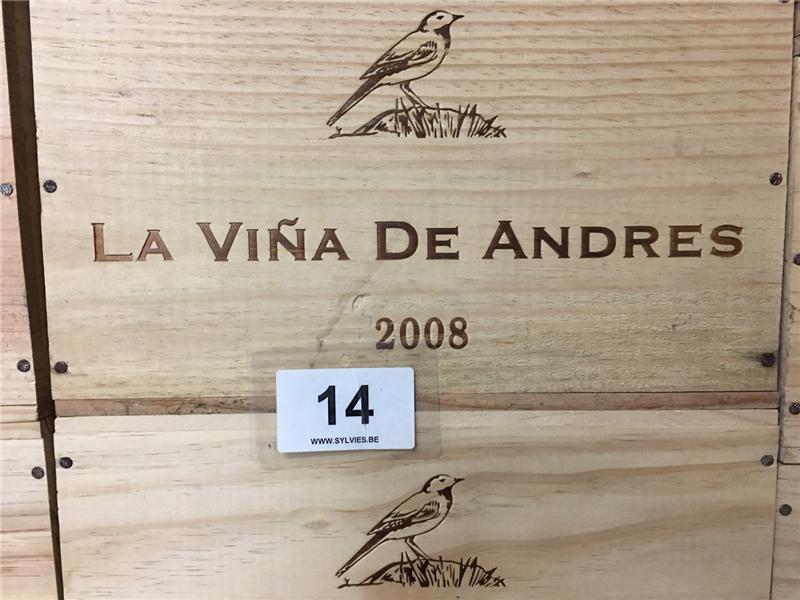 LA VIÑA DE ANDRES
2008
14
WWW.SYLVIES.BE